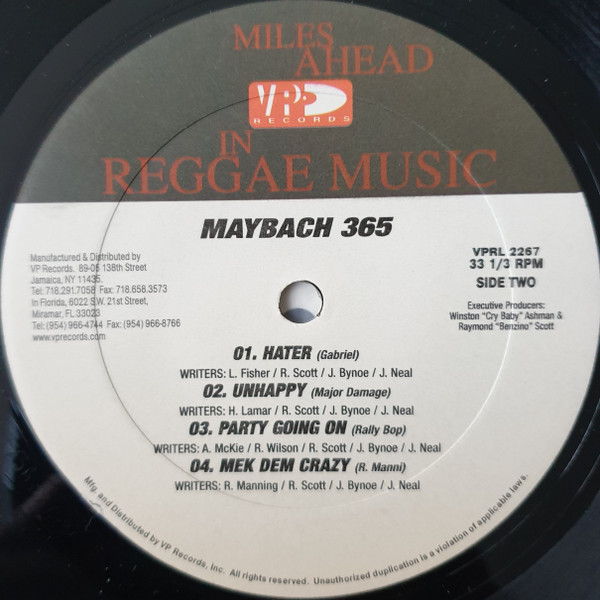 MILES
AHEAD
VP
RECORDS
IN
REGGAE MUSIC
MAYBACH 365
Manufactured & Distributed by
VP Records. 89-05 138th Street
Jamaica, NY 11435.
Tel: 718.291.7058 Fax: 718.658.3573
In Florida, 6022 S.W. 21st Street,
Miramar, FL 33023
Tel: (954) 966-4744 Fax: (954) 966-8766
www.vprecords.com
VPRL 2267
33 1/3 RPM
SIDE TWO
Executive Producers:
Winston "Cry Baby" Ashman &
Raymond "Benzino" Scott
01. HATER (Gabriel)
WRITERS: L. Fisher / R. Scott / J. Bynoe / J. Neal
02. UNHAPPY (Major Damage)
WRITERS: H. Lamar / R. Scott / J. Bynoe / J. Neal
03. PARTY GOING ON (Rally Bop)
WRITERS: A. McKie / R. Wilson / R. Scott / J. Bynoe / J. Neal
04. MEK DEM CRAZY (R. Manni)
WRITERS: R. Manning / R. Scott / J. Bynoe / J. Neal
Mfg. and Distributed by VP Records, Inc. All rights reserved. Unauthorized duplication is a violation of applicable laws.